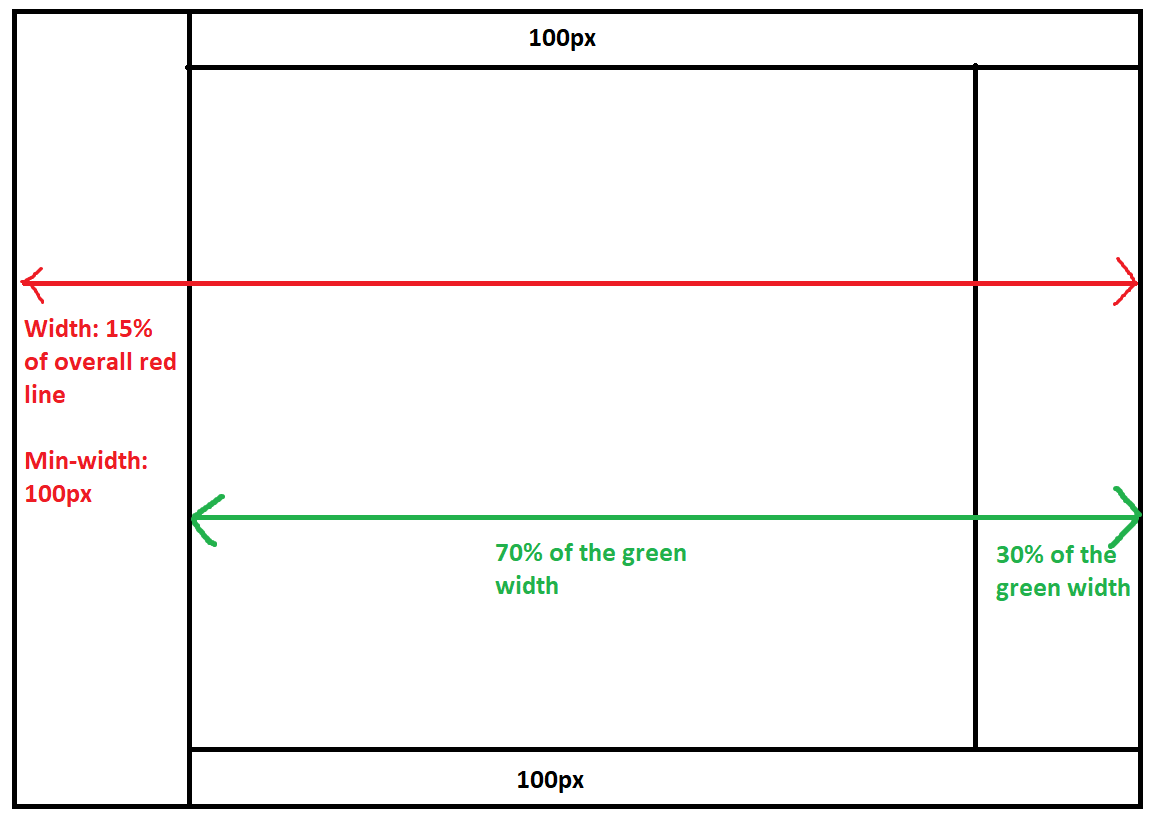 100px
Width: 15%
of overall red
line
Min-width:
100px
70% of the green
width
30% of the
green width
100px